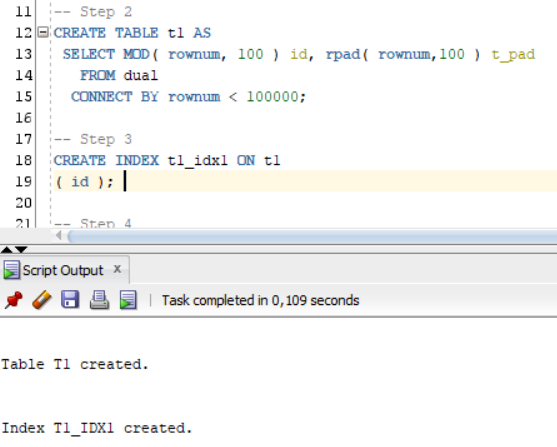 11 -- Step 2
12 CREATE TABLE t1 AS
13 SELECT MOD( rownum, 100 ) id, rpad( rownum,100 ) t_pad
14 FROM dual
15 CONNECT BY rownum < 100000;
16
17 -- Step 3
18 CREATE INDEX t1_idx1 ON t1
19 ( id );
20
21 -- Step 4
Script Output x
Task completed in 0,109 seconds
Table T1 created.
Index T1_IDX1 created.